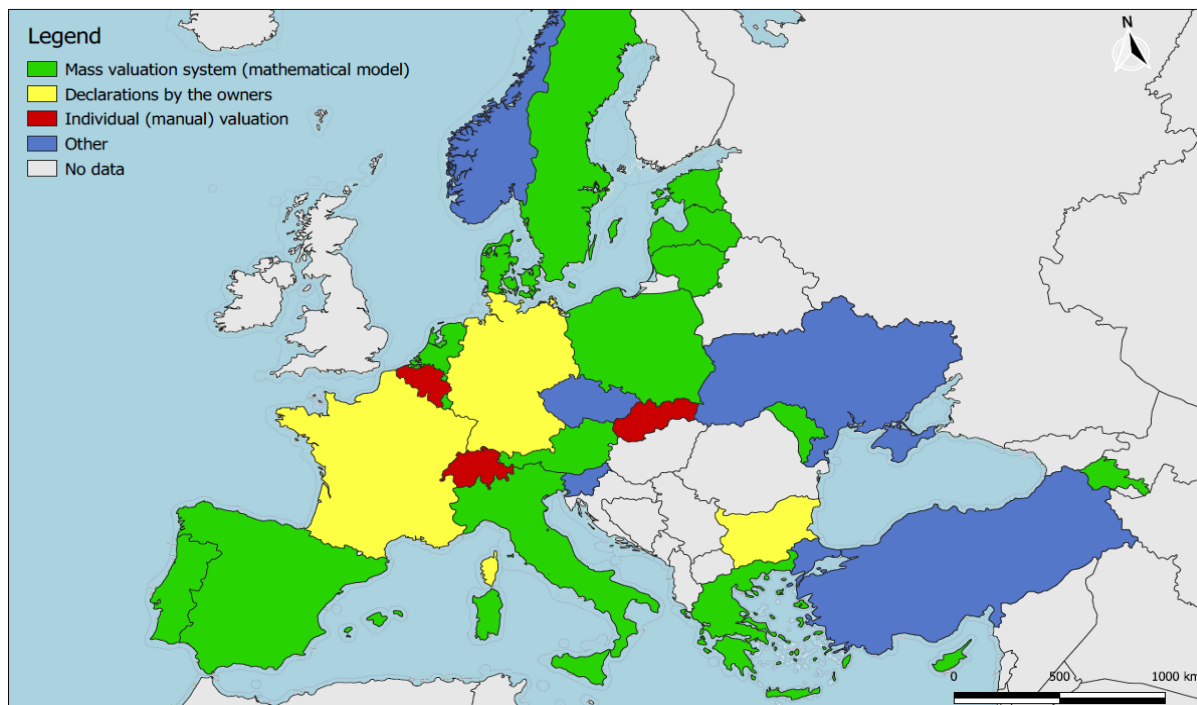 Legend
Mass valuation system (mathematical model)
Declarations by the owners
Individual (manual) valuation
Other
No data
N
0 500 1000 km